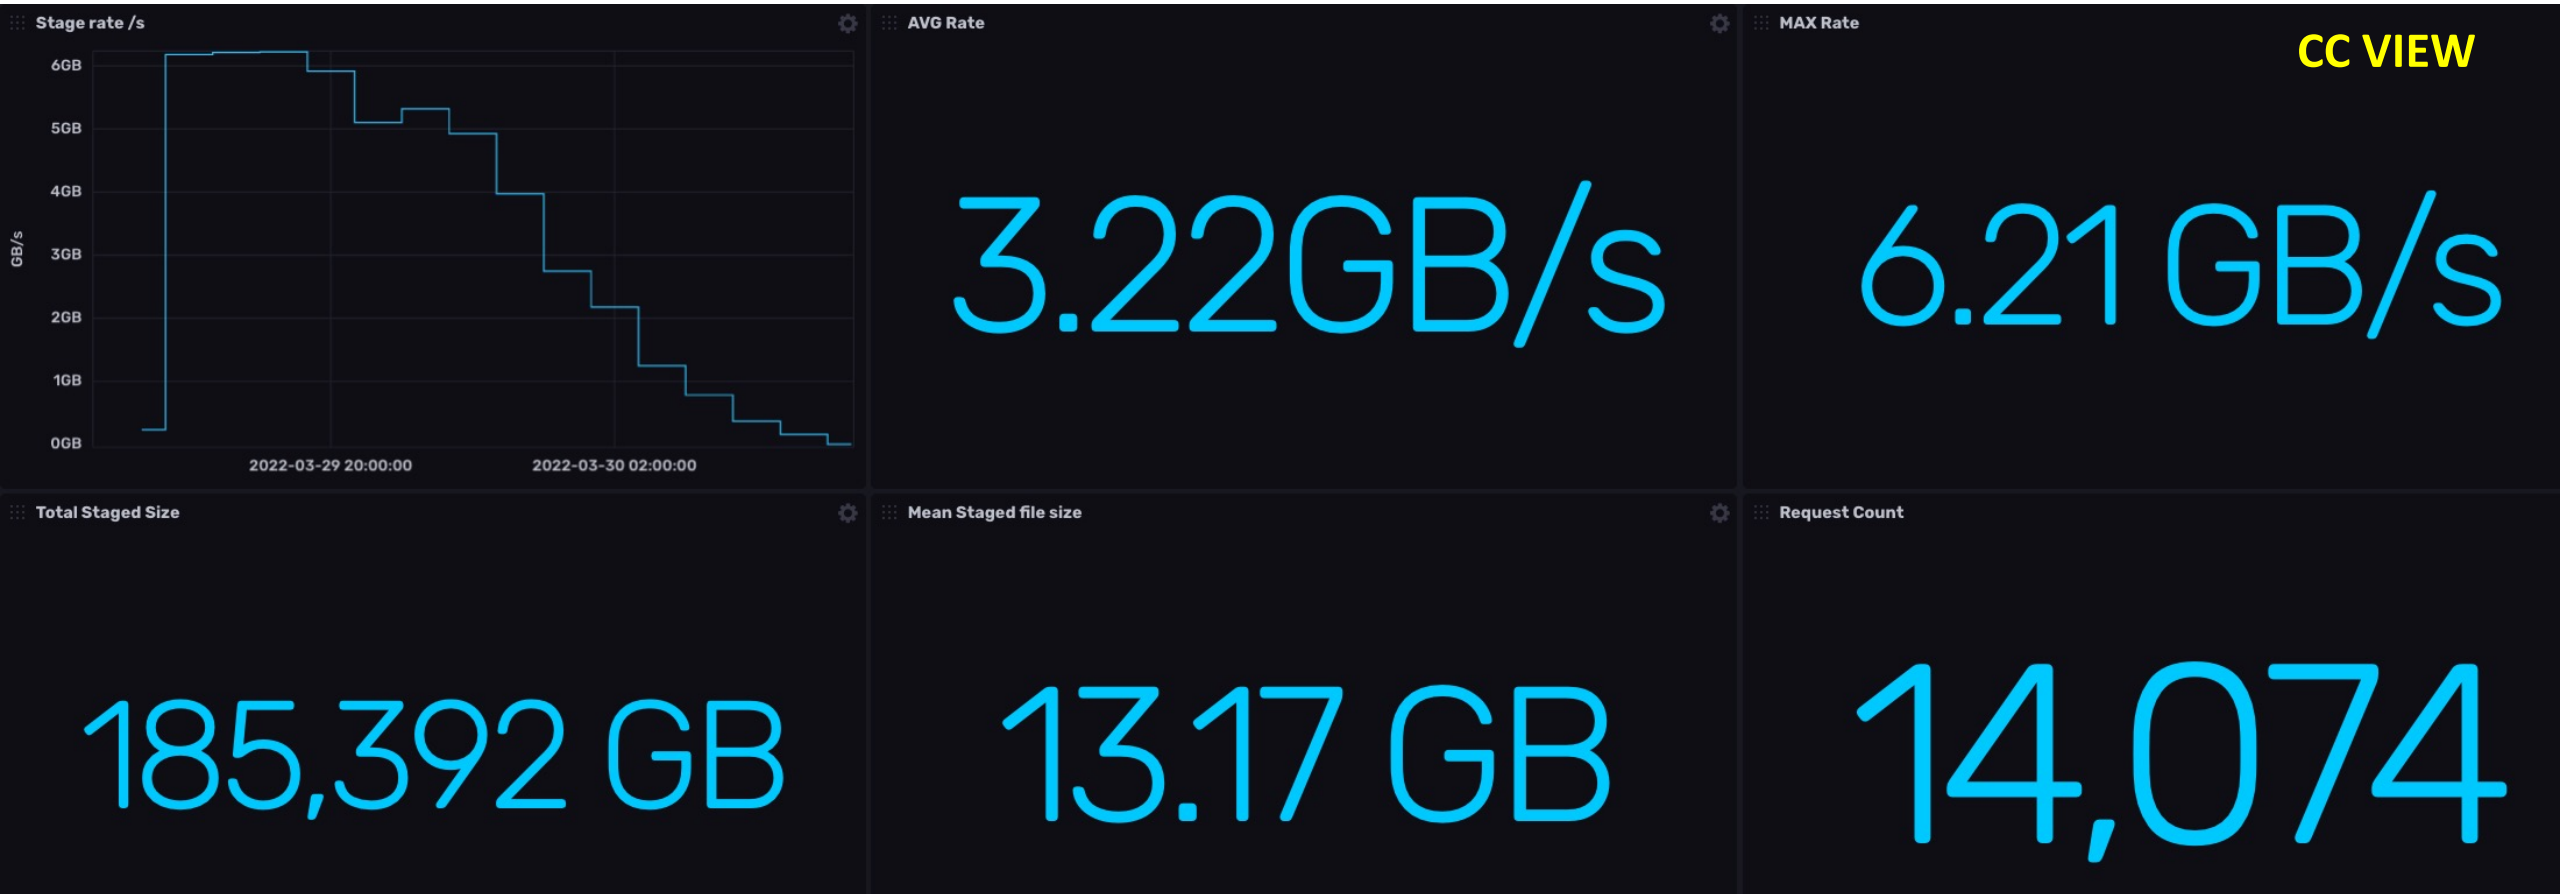 Stage rate /s
6GB
5GB
4GB
3GB
2GB
1GB
0GB
GB/s
2022-03-29 20:00:00
2022-03-30 02:00:00
AVG Rate
3.22GB/s
MAX Rate
CC VIEW
6.21 GB/s
Total Staged Size
185,392 GB
Mean Staged file size
13.17 GB
Request Count
14,074